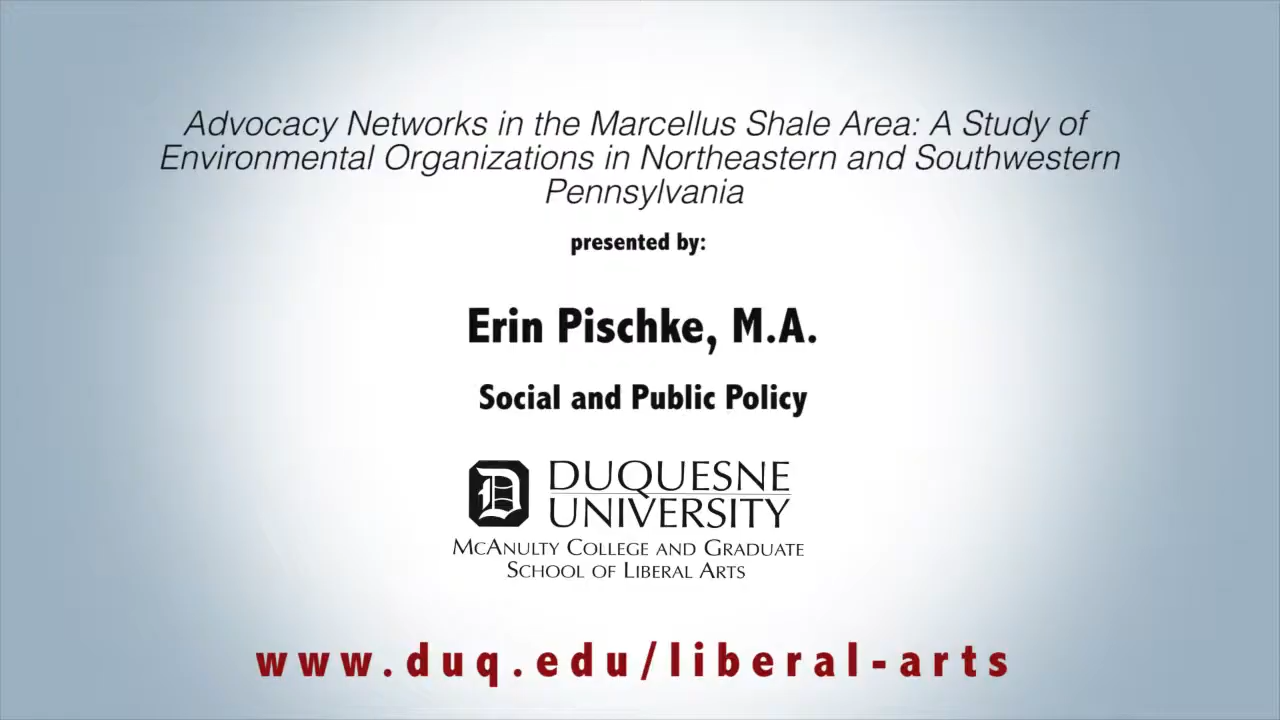 Advocacy Networks in the Marcellus Shale Area: A Study of
Environmental Organizations in Northeastern and Southwestern
Pennsylvania
presented by:
Erin Pischke, M.A.
Social and Public Policy
D
DUQUESNE
UNIVERSITY
McAnulty College and Graduate
School of Liberal Arts
www.duq.edu/liberal-arts